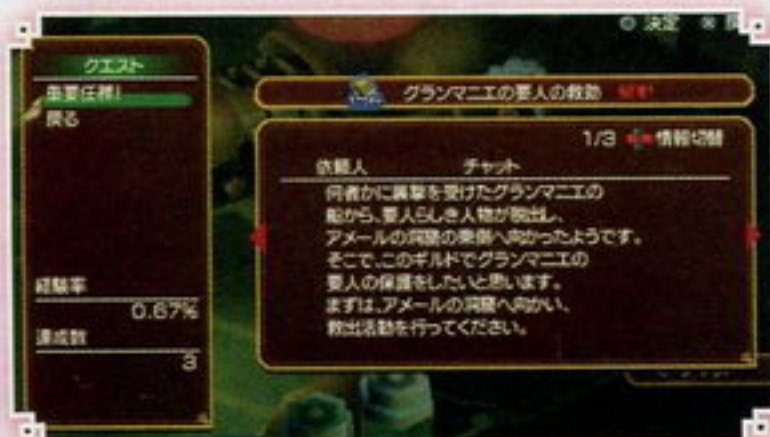 決定
クエスト
重要任務!
戻る
グランマニエの要人の救助
1/3 情報切替
依頼人 チャット
何者かに襲撃を受けたグランマニエの
船から、要人らしき人物が脱出し、
アメールの洞窟の東側へ向かったようです。
そこで、このギルドでグランマニエの
要人の保護をしたいと思います。
まずは、アメールの洞窟へ向かい、
救出活動を行ってください。
経験率
0.67%
達成数
3